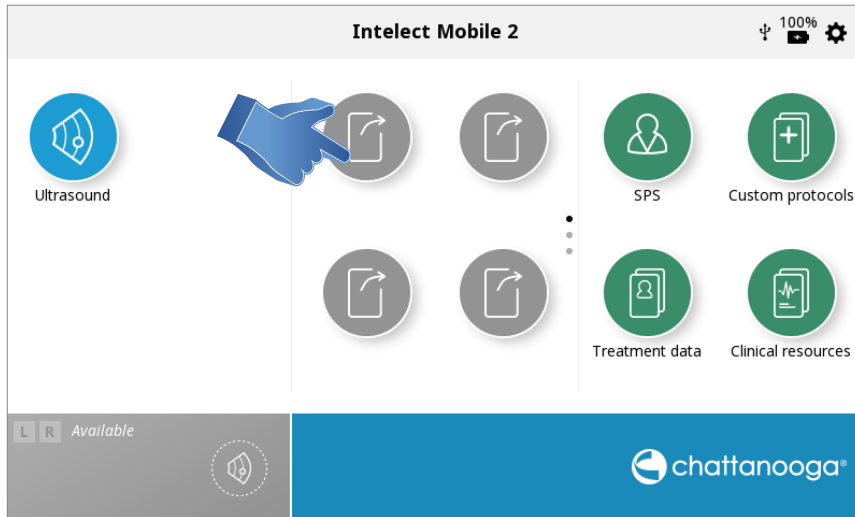 Intelect Mobile 2
100%
Ultrasound
SPS
Custom protocols
Treatment data
Clinical resources
L R Available
chattanooga®